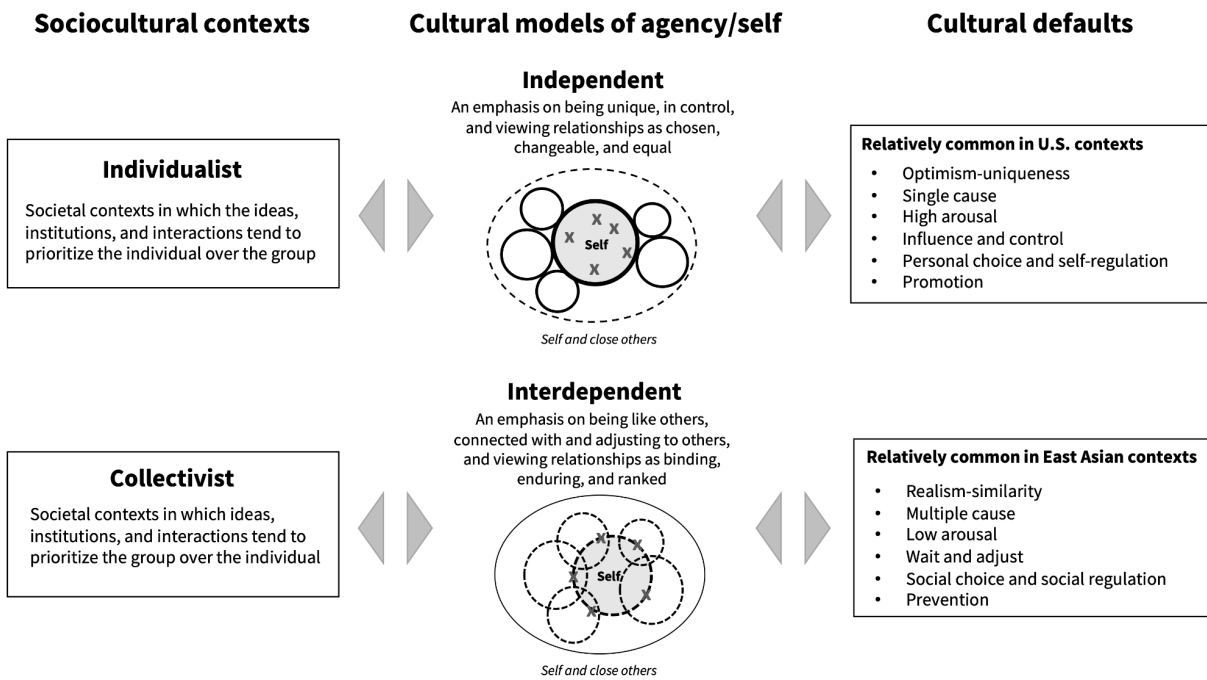 Sociocultural contexts
Cultural models of agency/self
Cultural defaults
Independent
An emphasis on being unique, in control,
and viewing relationships as chosen,
changeable, and equal
Individualist
Societal contexts in which the ideas,
institutions, and interactions tend to
prioritize the individual over the group
X
X
X
Self
X
X
Self and close others
Relatively common in U.S. contexts
• Optimism-uniqueness
• Single cause
• High arousal
• Influence and control
• Personal choice and self-regulation
• Promotion
Interdependent
An emphasis on being like others,
connected with and adjusting to others,
and viewing relationships as binding,
enduring, and ranked
Collectivist
Societal contexts in which ideas,
institutions, and interactions tend to
prioritize the group over the individual
X
X
X
Self
X
X
Self and close others
Relatively common in East Asian contexts
• Realism-similarity
• Multiple cause
• Low arousal
• Wait and adjust
• Social choice and social regulation
• Prevention